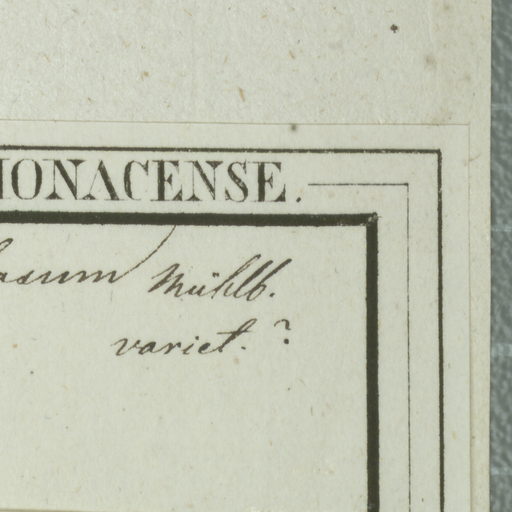 IONACENSE.
asum Mühlb.
variet. ?